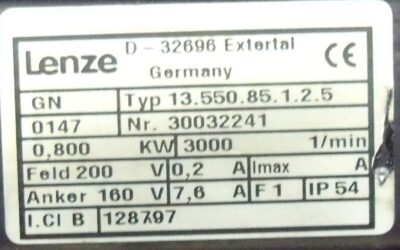 Lenze D - 32696 Extertal
Germany
CE
GN Typ 13.550.85.1.2.5
0147 Nr. 30032241
0,800 KW 3000 1/min
Feld 200 V 0,2 A Imax A
Anker 160 V 7,6 A F 1 IP 54
I.Cl B 128797